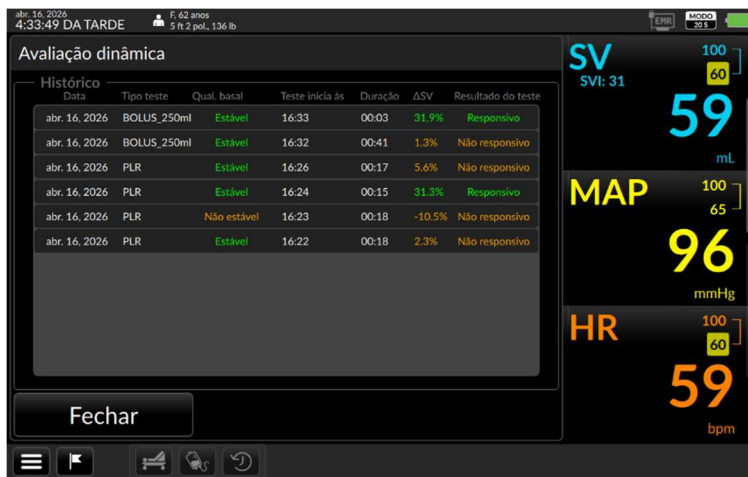 abr. 16, 2026
4:33:49 DA TARDE
F, 62 anos
5 ft 2 pol., 136 lb
EMR
MODO
20 S
Avaliação dinâmica
Histórico
Data Tipo teste Qual. basal Teste inicia às Duração ΔSV Resultado do teste
abr. 16, 2026 BOLUS_250ml Estável 16:33 00:03 31.9% Responsivo
abr. 16, 2026 BOLUS_250ml Estável 16:32 00:41 1.3% Não responsivo
abr. 16, 2026 PLR Estável 16:26 00:17 5.6% Não responsivo
abr. 16, 2026 PLR Estável 16:24 00:15 31.3% Responsivo
abr. 16, 2026 PLR Não estável 16:23 00:18 -10.5% Não responsivo
abr. 16, 2026 PLR Estável 16:22 00:18 2.3% Não responsivo
Fechar
SV 100
SVI: 31 60
59
mL
MAP 100
65
96
mmHg
HR 100
60
59
bpm